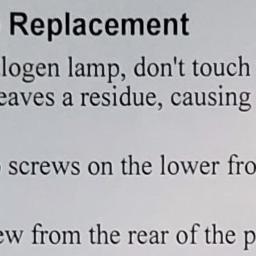 Replacement
logen lamp, don't touch
eaves a residue, causing
screws on the lower fro
ew from the rear of the p